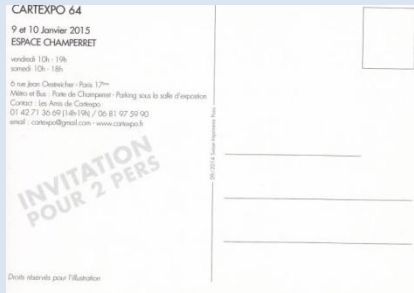 CARTEXPO 64
9 et 10 Janvier 2015
ESPACE CHAMPERRET
vendredi 10h - 19h
samedi 10h - 18h
6 rue Jean Oestreicher - Paris 17ème
Métro et Bus : Porte de Champerret - Parking sous la salle d'exposition
Contact : Les Amis de Cartexpo
01 42 71 36 69 (14h-19h) / 06 81 97 59 90
email : cartexpo@gmail.com - www.cartexpo.fr
INVITATION
POUR 2 PERS
Droits réservés pour l'illustration